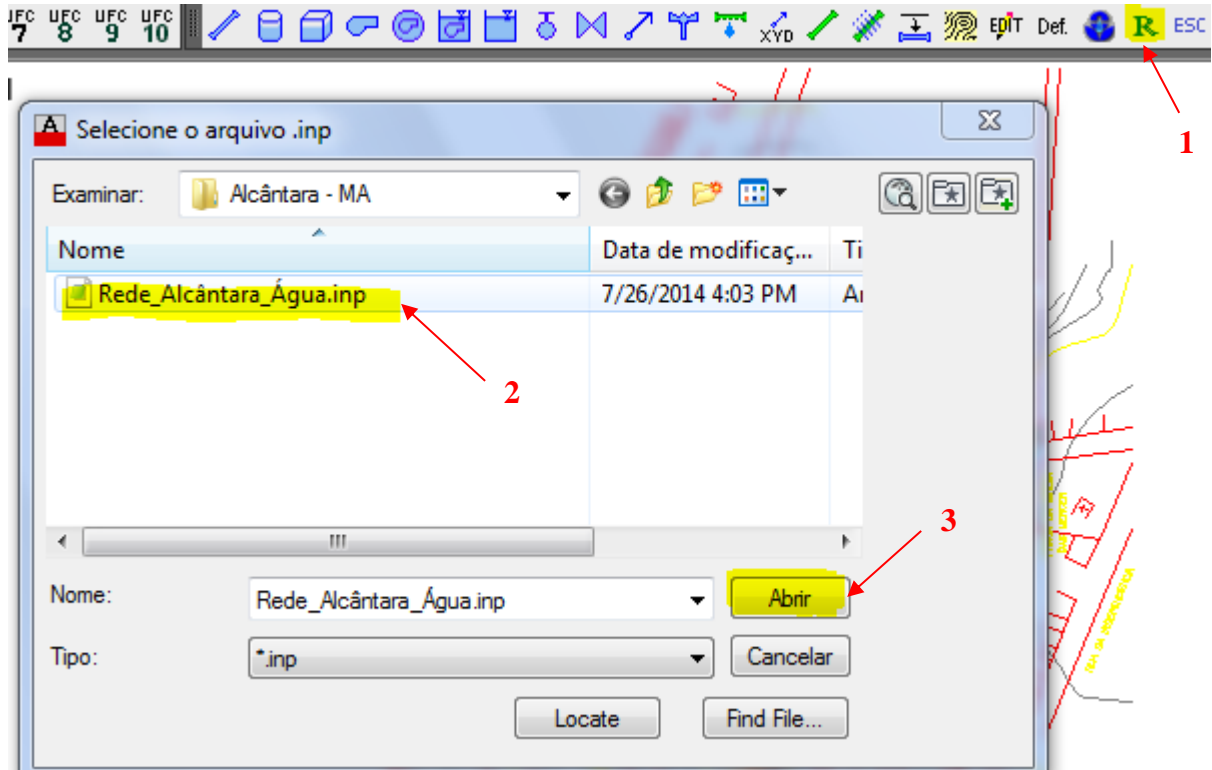 UFC UFC UFC UFC
7 8 9 10 XYD EDIT Def. R ESC
1
Selecione o arquivo .inp
Examinar: Alcântara - MA
Nome Data de modificaç... Ti
Rede_Alcântara_Água.inp 7/26/2014 4:03 PM Ar
2
3
Nome: Rede_Alcântara_Água.inp Abrir
Tipo: *.inp Cancelar
Locate Find File...